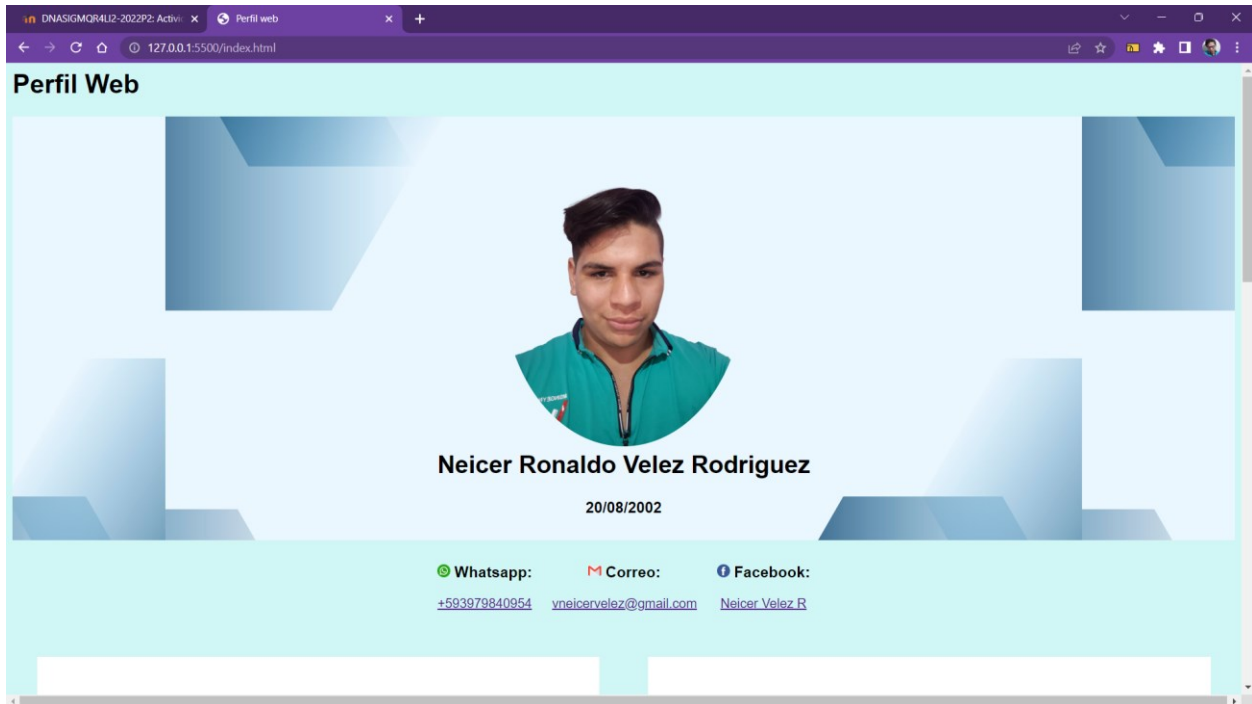 DNASIGMQR4LI2-2022P2: Activi
Perfil web
127.0.0.1:5500/index.html
Perfil Web
Neicer Ronaldo Velez Rodriguez
20/08/2002
Whatsapp: Correo: Facebook:
+593979840954 vneicervelez@gmail.com Neicer Velez R